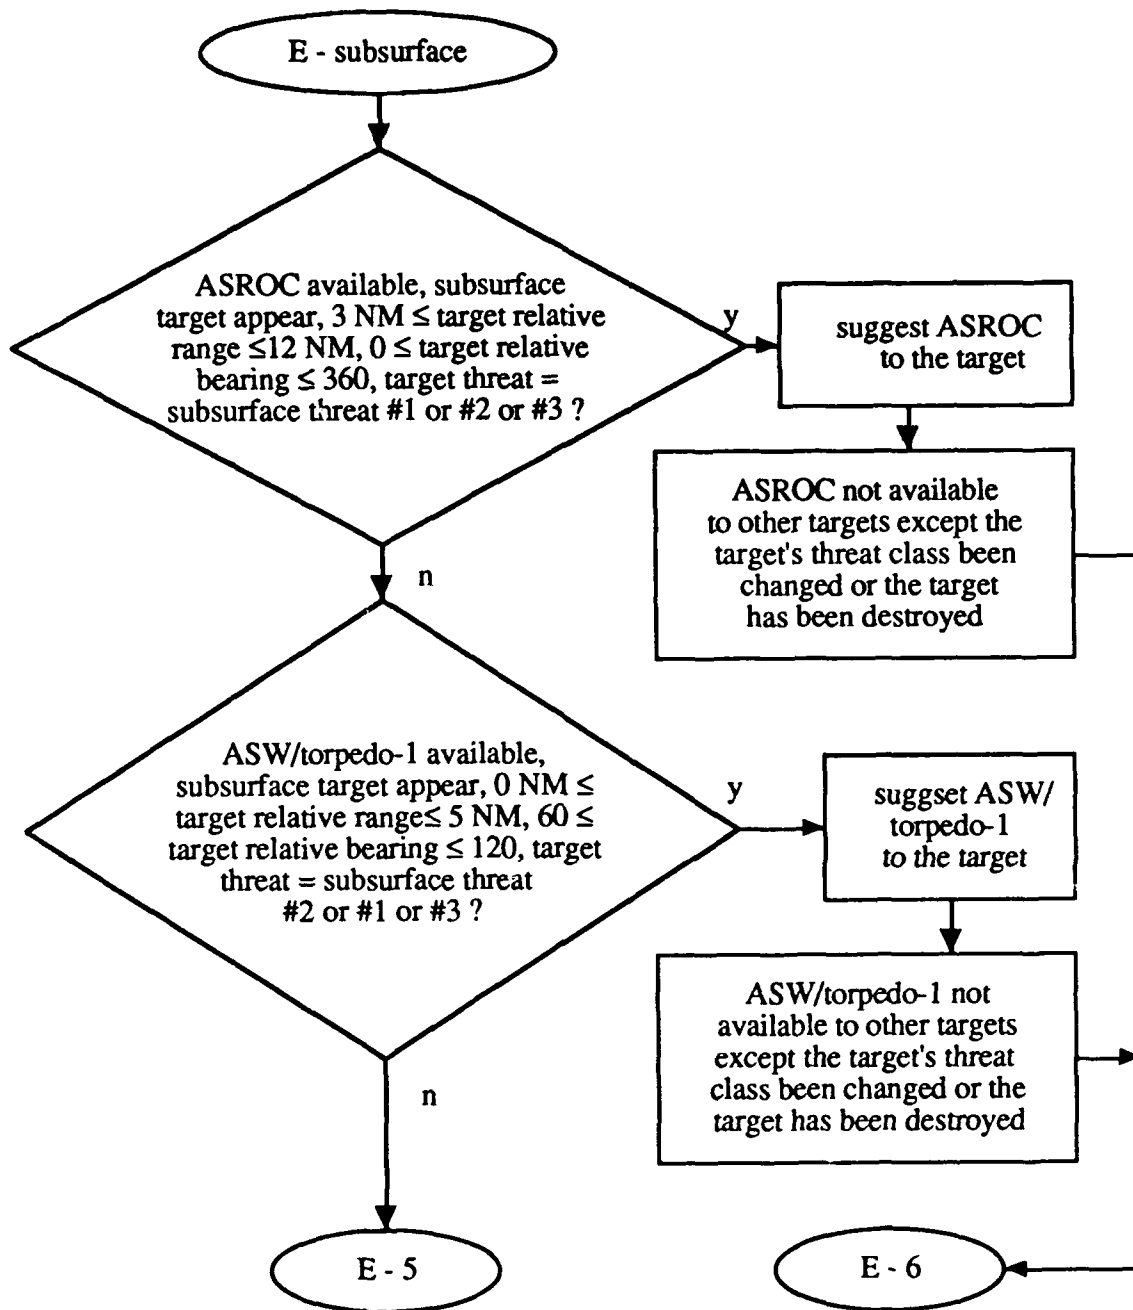 E - subsurface
ASROC available, subsurface
target appear, 3 NM ≤ target relative
range ≤12 NM, 0 ≤ target relative
bearing ≤ 360, target threat =
subsurface threat #1 or #2 or #3 ?
y
suggest ASROC
to the target
ASROC not available
to other targets except the
target's threat class been
changed or the target
has been destroyed
n
ASW/torpedo-1 available,
subsurface target appear, 0 NM ≤
target relative range≤ 5 NM, 60 ≤
target relative bearing ≤ 120, target
threat = subsurface threat
#2 or #1 or #3 ?
y
suggset ASW/
torpedo-1
to the target
ASW/torpedo-1 not
available to other targets
except the target's threat
class been changed or the
target has been destroyed
n
E - 5
E - 6